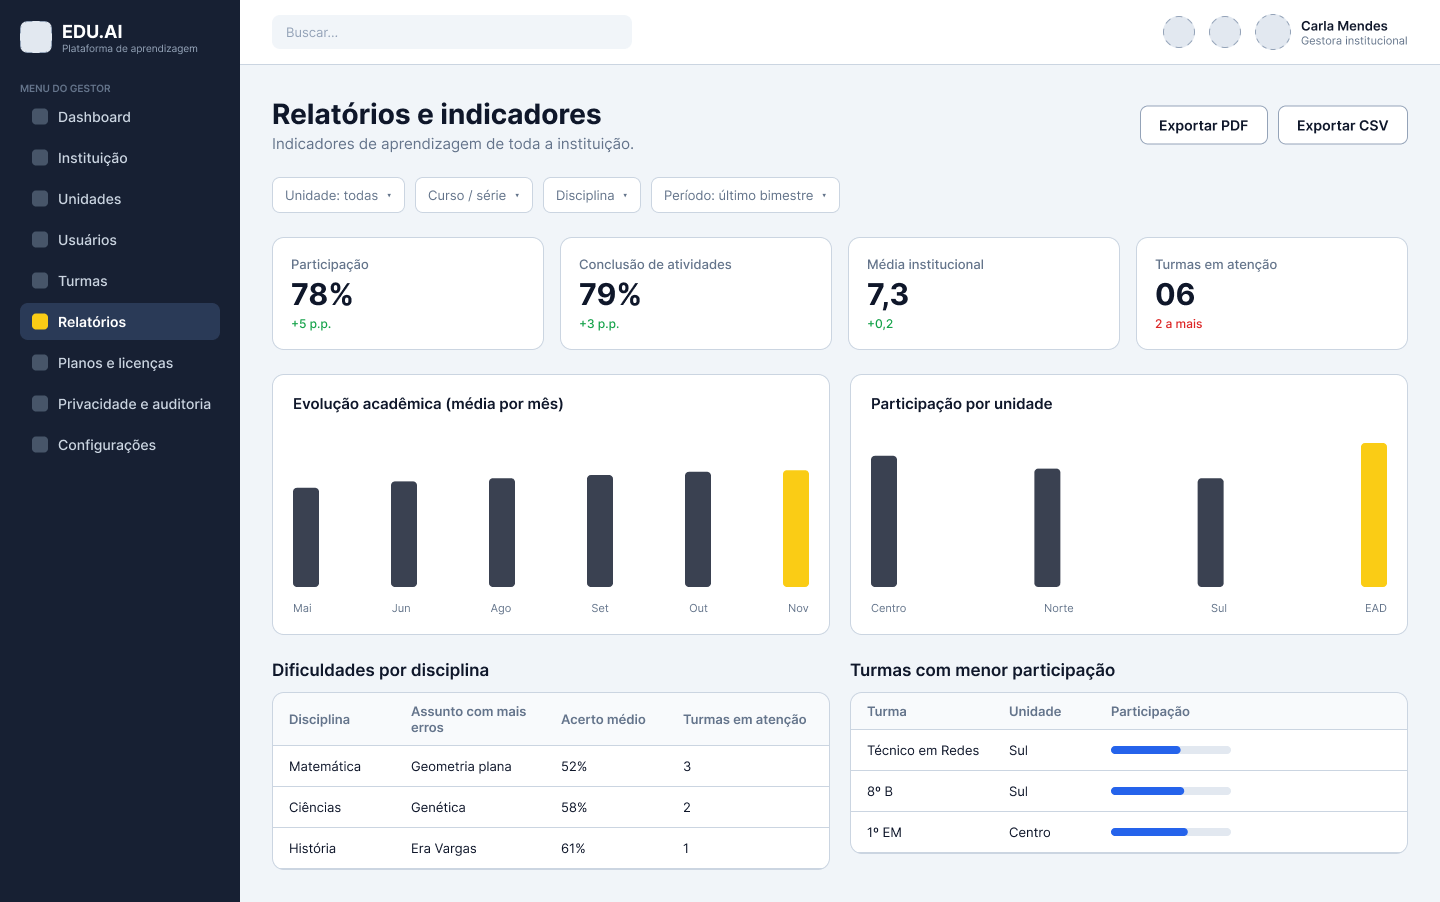 EDU.AI
Plataforma de aprendizagem
MENU DO GESTOR
Dashboard
Instituição
Unidades
Usuários
Turmas
Relatórios
Planos e licenças
Privacidade e auditoria
Configurações
Buscar...
Carla Mendes
Gestora institucional
Relatórios e indicadores
Indicadores de aprendizagem de toda a instituição.
Exportar PDF
Exportar CSV
Unidade: todas
Curso / série
Disciplina
Período: último bimestre
Participação
78%
+5 p.p.
Conclusão de atividades
79%
+3 p.p.
Média institucional
7,3
+0,2
Turmas em atenção
06
2 a mais
Evolução acadêmica (média por mês)
Mai Jun Ago Set Out Nov
Participação por unidade
Centro Norte Sul EAD
Dificuldades por disciplina
Disciplina Assunto com mais erros Acerto médio Turmas em atenção
Matemática Geometria plana 52% 3
Ciências Genética 58% 2
História Era Vargas 61% 1
Turmas com menor participação
Turma Unidade Participação
Técnico em Redes Sul
8º B Sul
1º EM Centro